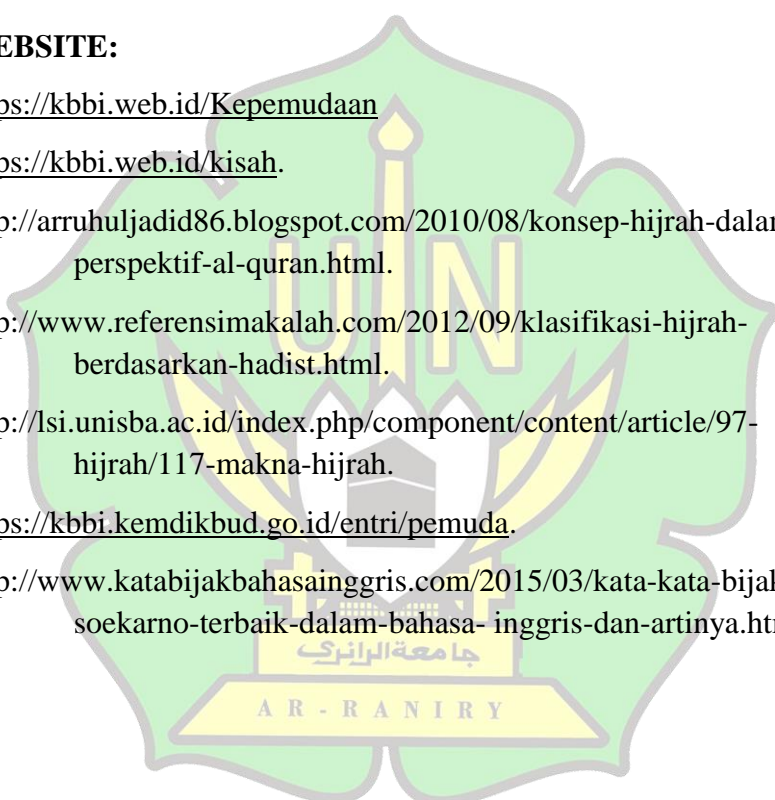 EBSITE:
ps://kbbi.web.id/Kepemudaan
ps://kbbi.web.id/kisah.
p://arruhuljadid86.blogspot.com/2010/08/konsep-hijrah-dalam
perspektif-al-quran.html.
p://www.referensimakalah.com/2012/09/klasifikasi-hijrah-
berdasarkan-hadist.html.
p://lsi.unisba.ac.id/index.php/component/content/article/97-
hijrah/117-makna-hijrah.
ps://kbbi.kemdikbud.go.id/entri/pemuda.
p://www.katabijakbahasainggris.com/2015/03/kata-kata-bijak
soekarno-terbaik-dalam-bahasa- inggris-dan-artinya.htm
UIN
جامعة الرانري
AR-RANIRY